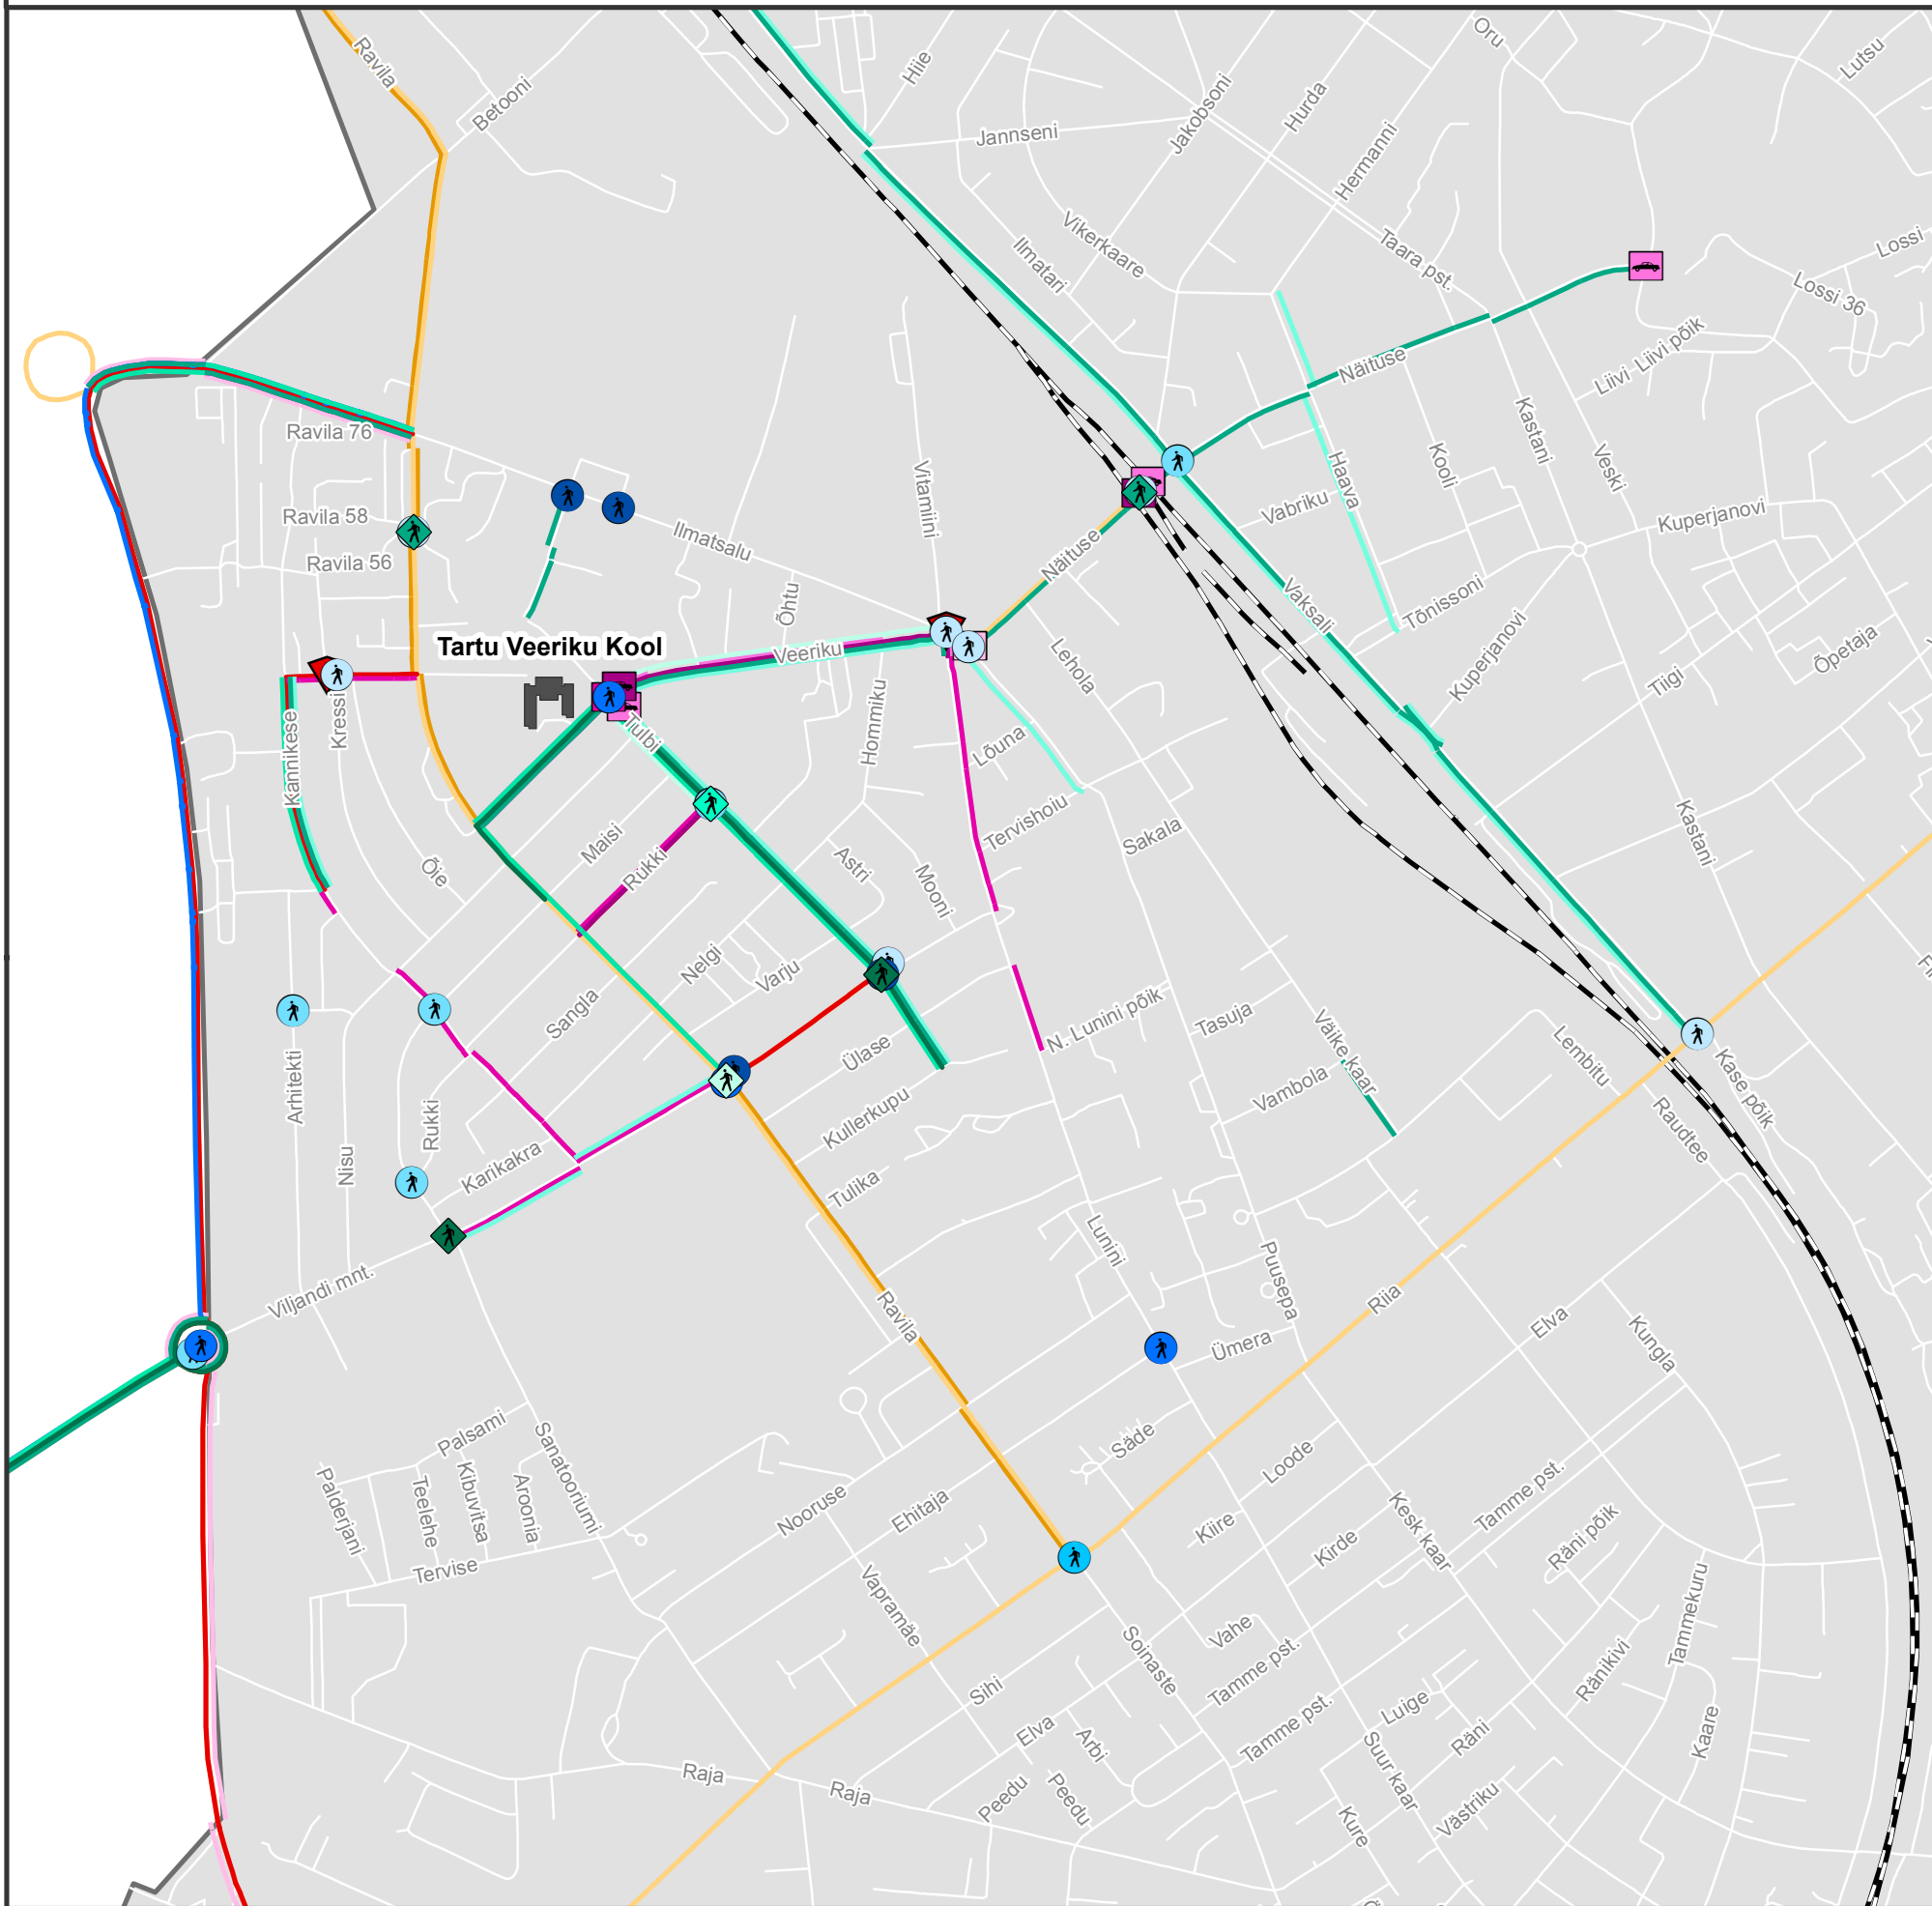 Ravila
Betooni
Hiie
Oru
Lutsu
Jannseni
Jakobsoni
Hurda
Hermanni
Vikerkaare
Ilmatari
Taara pst.
Lossi
Lossi 36
Näituse
Liivi põik
Liivi
Ravila 76
Kastani
Veski
Kooli
Haava
Vitamiini
Vabriku
Kuperjanovi
Ravila 58
Ilmatsalu
Ravila 56
Näituse
Õhtu
Vaksali
Tõnissoni
Tartu Veeriku Kool
Veeriku
Lehola
Kuperjanovi
Õpetaja
Tiigi
Kressi
Kannikese
Tiulbi
Hommiku
Lõuna
Tervishoiu
Sakala
Kastani
Maisi
Rukki
Õie
Astri
Mooni
Nelgi
Varju
Sangla
N. Lunini põik
Tasuja
Väike kaar
Ülase
Lembitu
Kase põik
Vambola
Raudtee
Arhitekti
Rukki
Nisu
Kullerkupu
Karikakra
Tulika
Lunini
Puusepa
Viljandi mnt.
Ravila
Riia
Elva
Kungla
Ümera
Palsami
Sanatooriumi
Säde
Loode
Palderjani
Teelehe
Kibuvitsa
Aroonia
Nooruse
Ehitaja
Kiire
Kirde
Kesk kaar
Tamme pst.
Räni põik
Tervise
Vapramäe
Vahe
Soinaste
Tamme pst.
Tammekuru
Ränikivi
Sihi
Elva
Arbi
Tamme pst.
Luige
Räni
Kaare
Suur kaar
Raja
Raja
Peedu
Peedu
Kure
Västriku